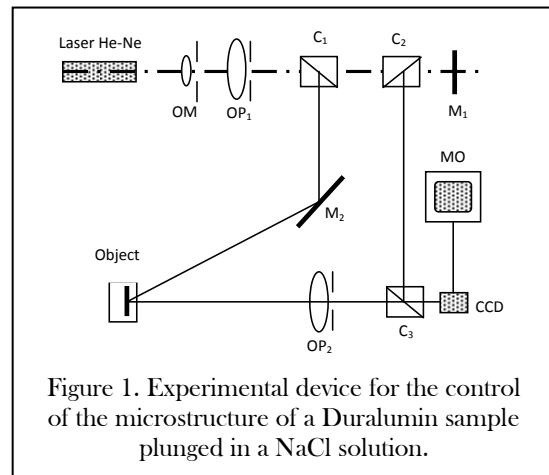 Laser He-Ne
C₁
C₂
OM
OP₁
M₁
MO
M₂
Object
OP₂
C₃
CCD
Figure 1. Experimental device for the control
of the microstructure of a Duralumin sample
plunged in a NaCl solution.